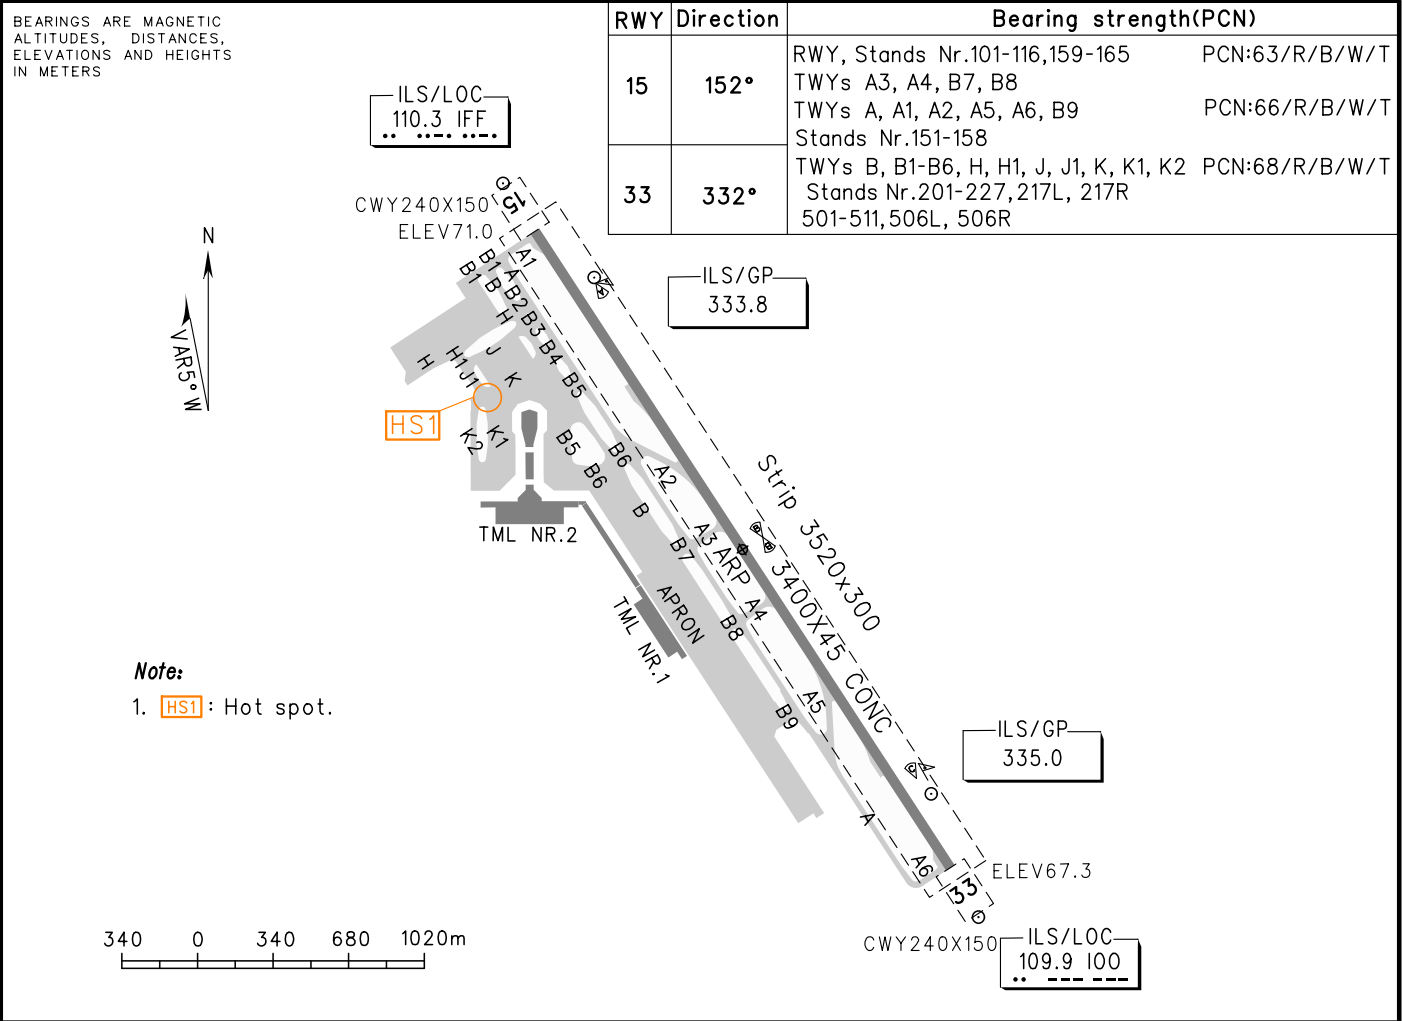 BEARINGS ARE MAGNETIC
ALTITUDES, DISTANCES,
ELEVATIONS AND HEIGHTS
IN METERS
RWY Direction Bearing strength(PCN)
15 152°
RWY, Stands Nr.101-116,159-165 PCN:63/R/B/W/T
TWYs A3, A4, B7, B8
TWYs A, A1, A2, A5, A6, B9 PCN:66/R/B/W/T
Stands Nr.151-158
33 332°
TWYs B, B1-B6, H, H1, J, J1, K, K1, K2 PCN:68/R/B/W/T
Stands Nr.201-227,217L, 217R
501-511,506L, 506R
ILS/LOC
110.3 IFF
•• ••—• ••—•
CWY240X150
15
ELEV71.0
N
VAR5°W
ILS/GP
333.8
A1
B1
B1
A
B
B2
H
B3
J
B4
H
H1
J1
K
B5
HS1
K2
K1
B5
B6
B6
A2
B
TML NR.2
A3
B7
ARP
A4
B8
APRON
TML NR.1
Strip 3520x300
3400X45 CONC
B
B
A5
B9
Note:
1. HS1 : Hot spot.
ILS/GP
335.0
C
A
A6
33
ELEV67.3
CWY240X150
ILS/LOC
109.9 IOO
•• ——— ———
340 0 340 680 1020m